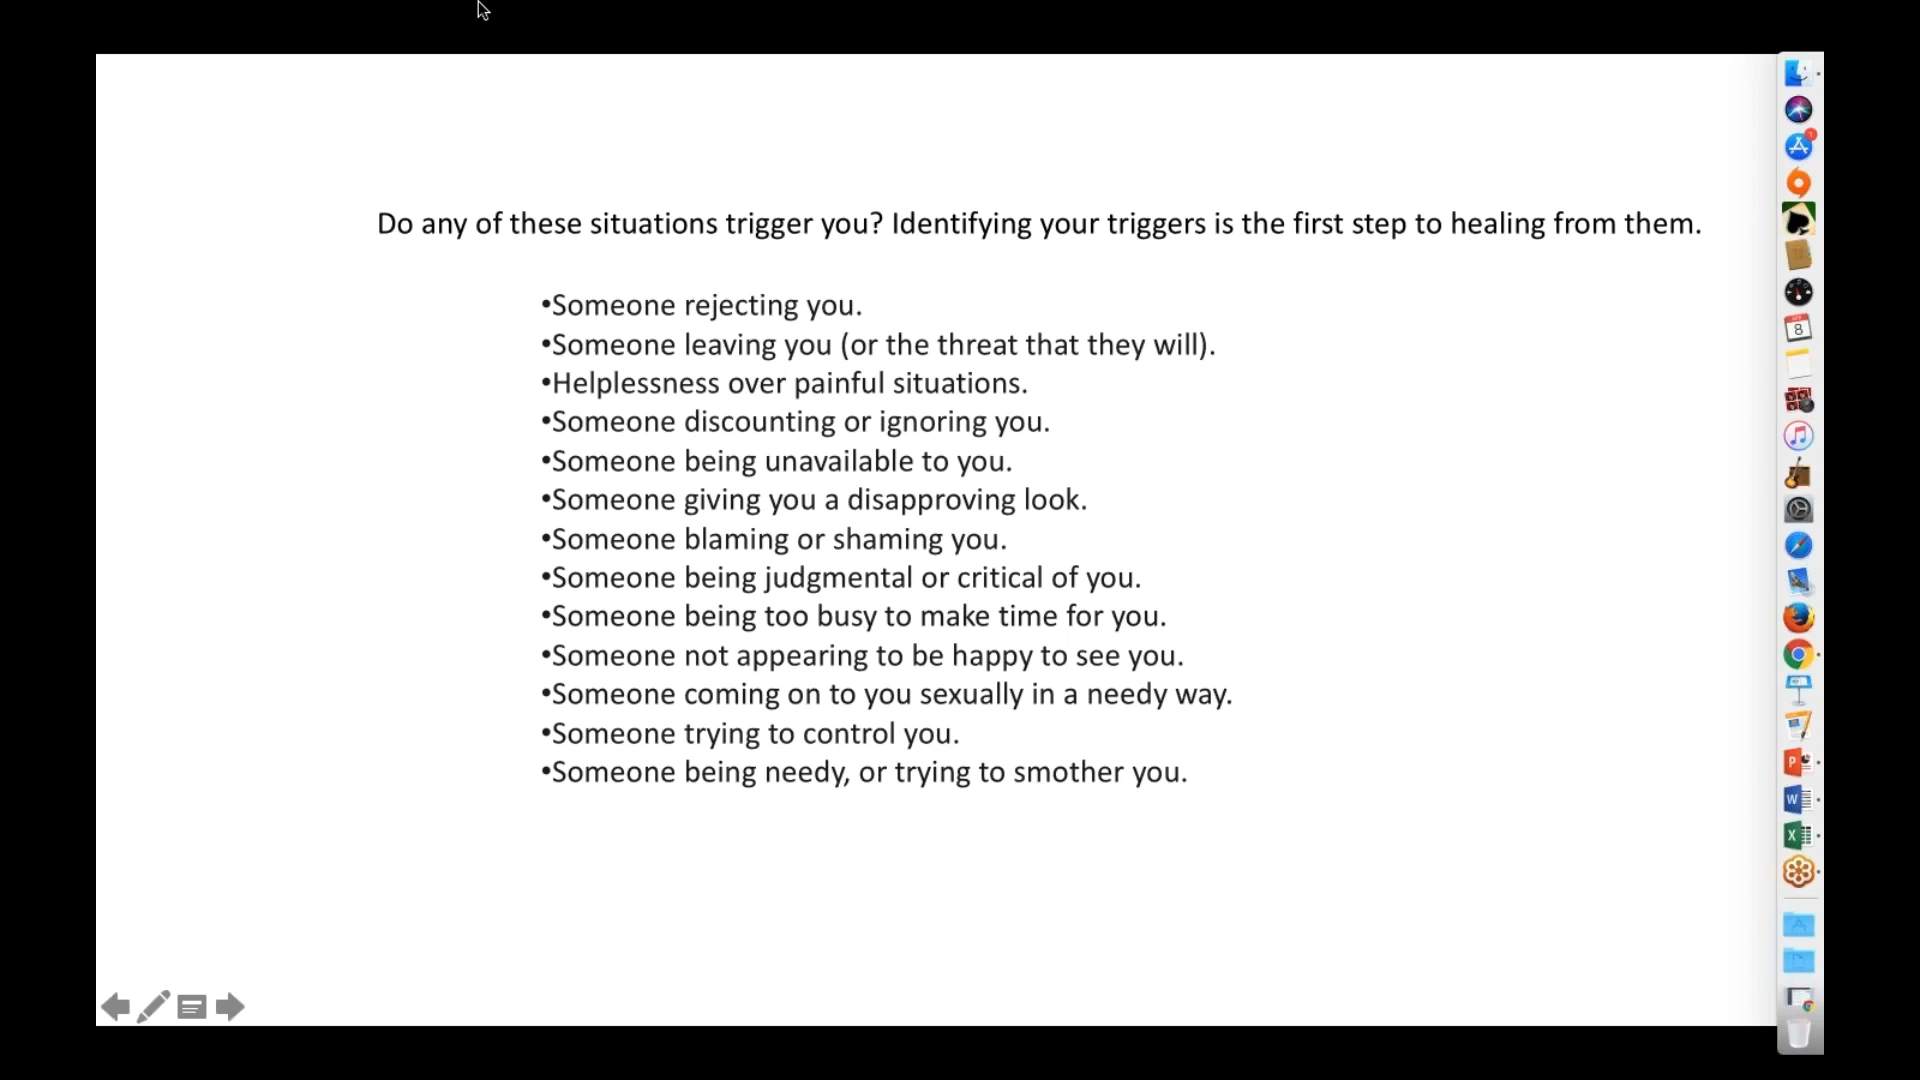 Do any of these situations trigger you? Identifying your triggers is the first step to healing from them.
•Someone rejecting you.
•Someone leaving you (or the threat that they will).
•Helplessness over painful situations.
•Someone discounting or ignoring you.
•Someone being unavailable to you.
•Someone giving you a disapproving look.
•Someone blaming or shaming you.
•Someone being judgmental or critical of you.
•Someone being too busy to make time for you.
•Someone not appearing to be happy to see you.
•Someone coming on to you sexually in a needy way.
•Someone trying to control you.
•Someone being needy, or trying to smother you.
1
8
P
W
X